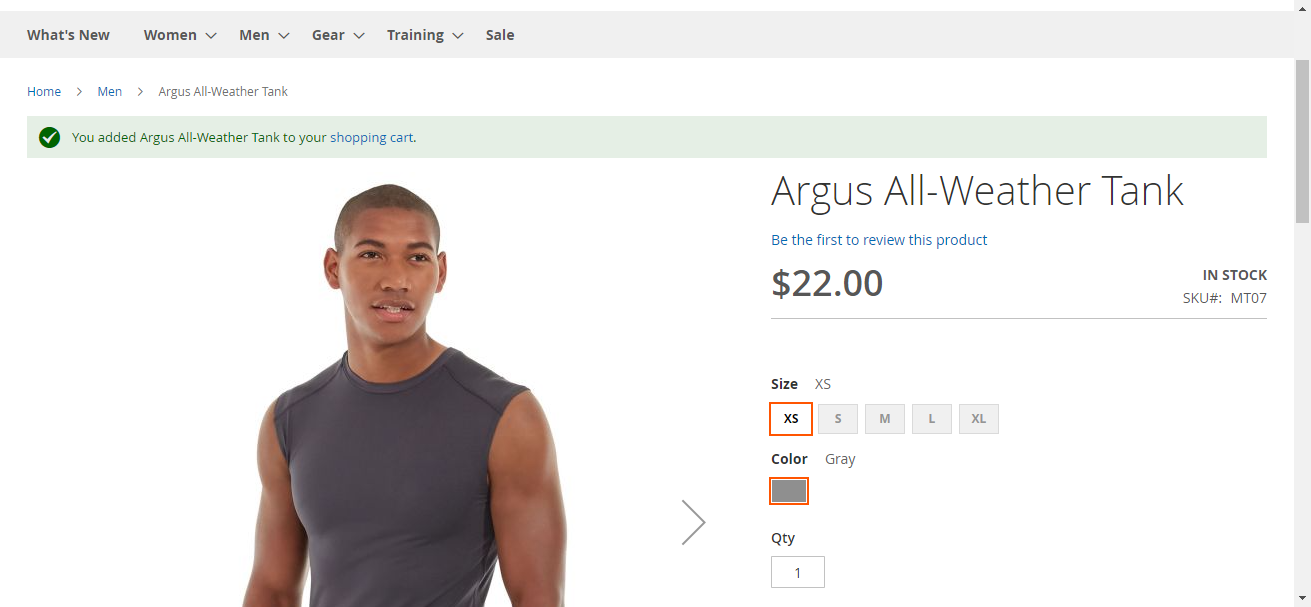 What's New Women Men Gear Training Sale
Home Men Argus All-Weather Tank
You added Argus All-Weather Tank to your shopping cart.
Argus All-Weather Tank
Be the first to review this product
$22.00
IN STOCK
SKU#: MT07
Size XS
XS S M L XL
Color Gray
Qty
1